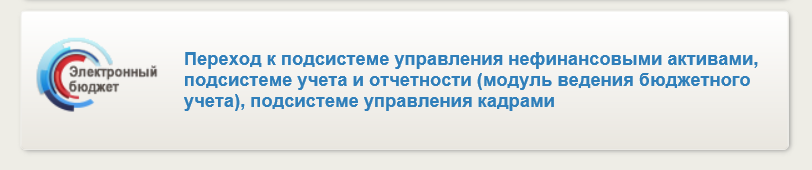 Электронный
бюджет
Переход к подсистеме управления нефинансовыми активами,
подсистеме учета и отчетности (модуль ведения бюджетного
учета), подсистеме управления кадрами